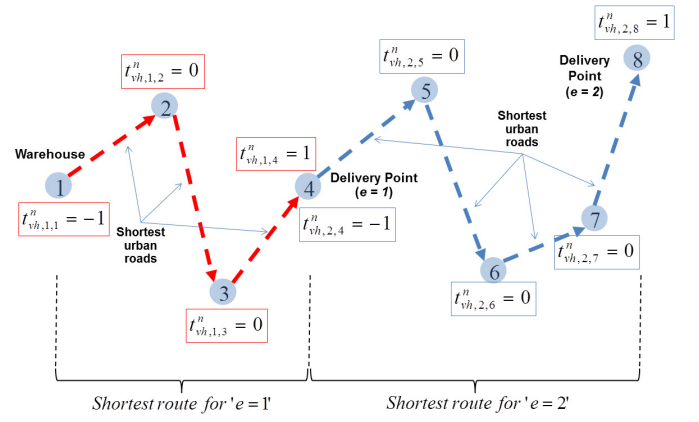 t^n_{vh,2,8} = 1
t^n_{vh,2,5} = 0
t^n_{vh,1,2} = 0
8
Delivery
Point
(e = 2)
5
2
Shortest
urban
roads
t^n_{vh,1,4} = 1
Warehouse
1
4
Delivery Point
(e = 1)
t^n_{vh,1,1} = −1
Shortest
urban
roads
t^n_{vh,2,4} = −1
7
t^n_{vh,2,7} = 0
6
3
t^n_{vh,2,6} = 0
t^n_{vh,1,3} = 0
Shortest route for 'e = 1'
Shortest route for 'e = 2'